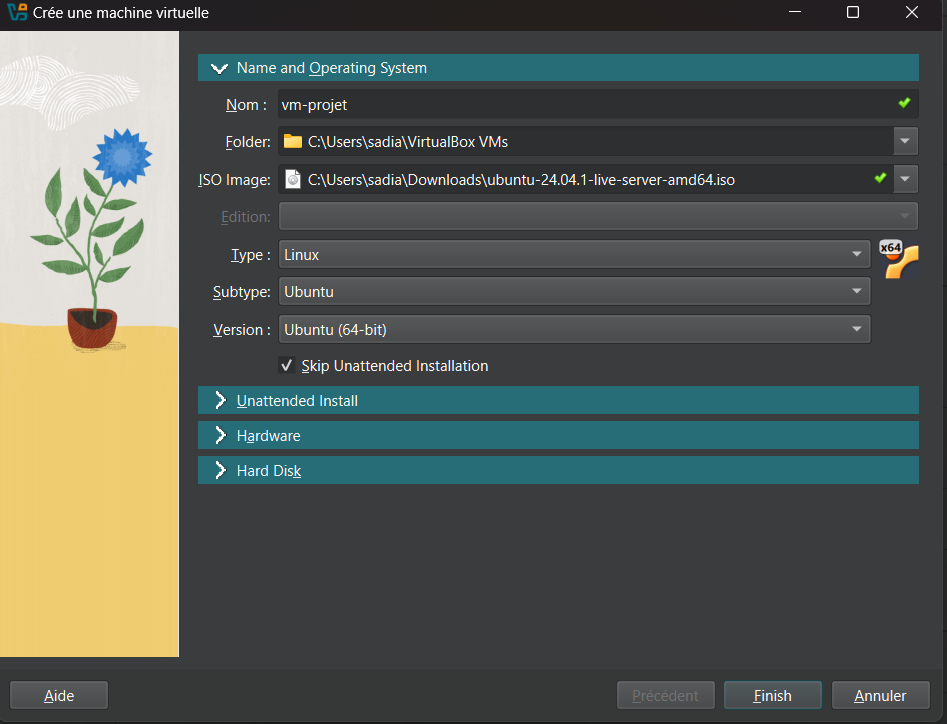 Crée une machine virtuelle
Name and Operating System
Nom : vm-projet
Folder: C:\Users\sadia\VirtualBox VMs
ISO Image: C:\Users\sadia\Downloads\ubuntu-24.04.1-live-server-amd64.iso
Edition:
Type : Linux
x64
Subtype: Ubuntu
Version : Ubuntu (64-bit)
Skip Unattended Installation
Unattended Install
Hardware
Hard Disk
Aide Précédent Finish Annuler